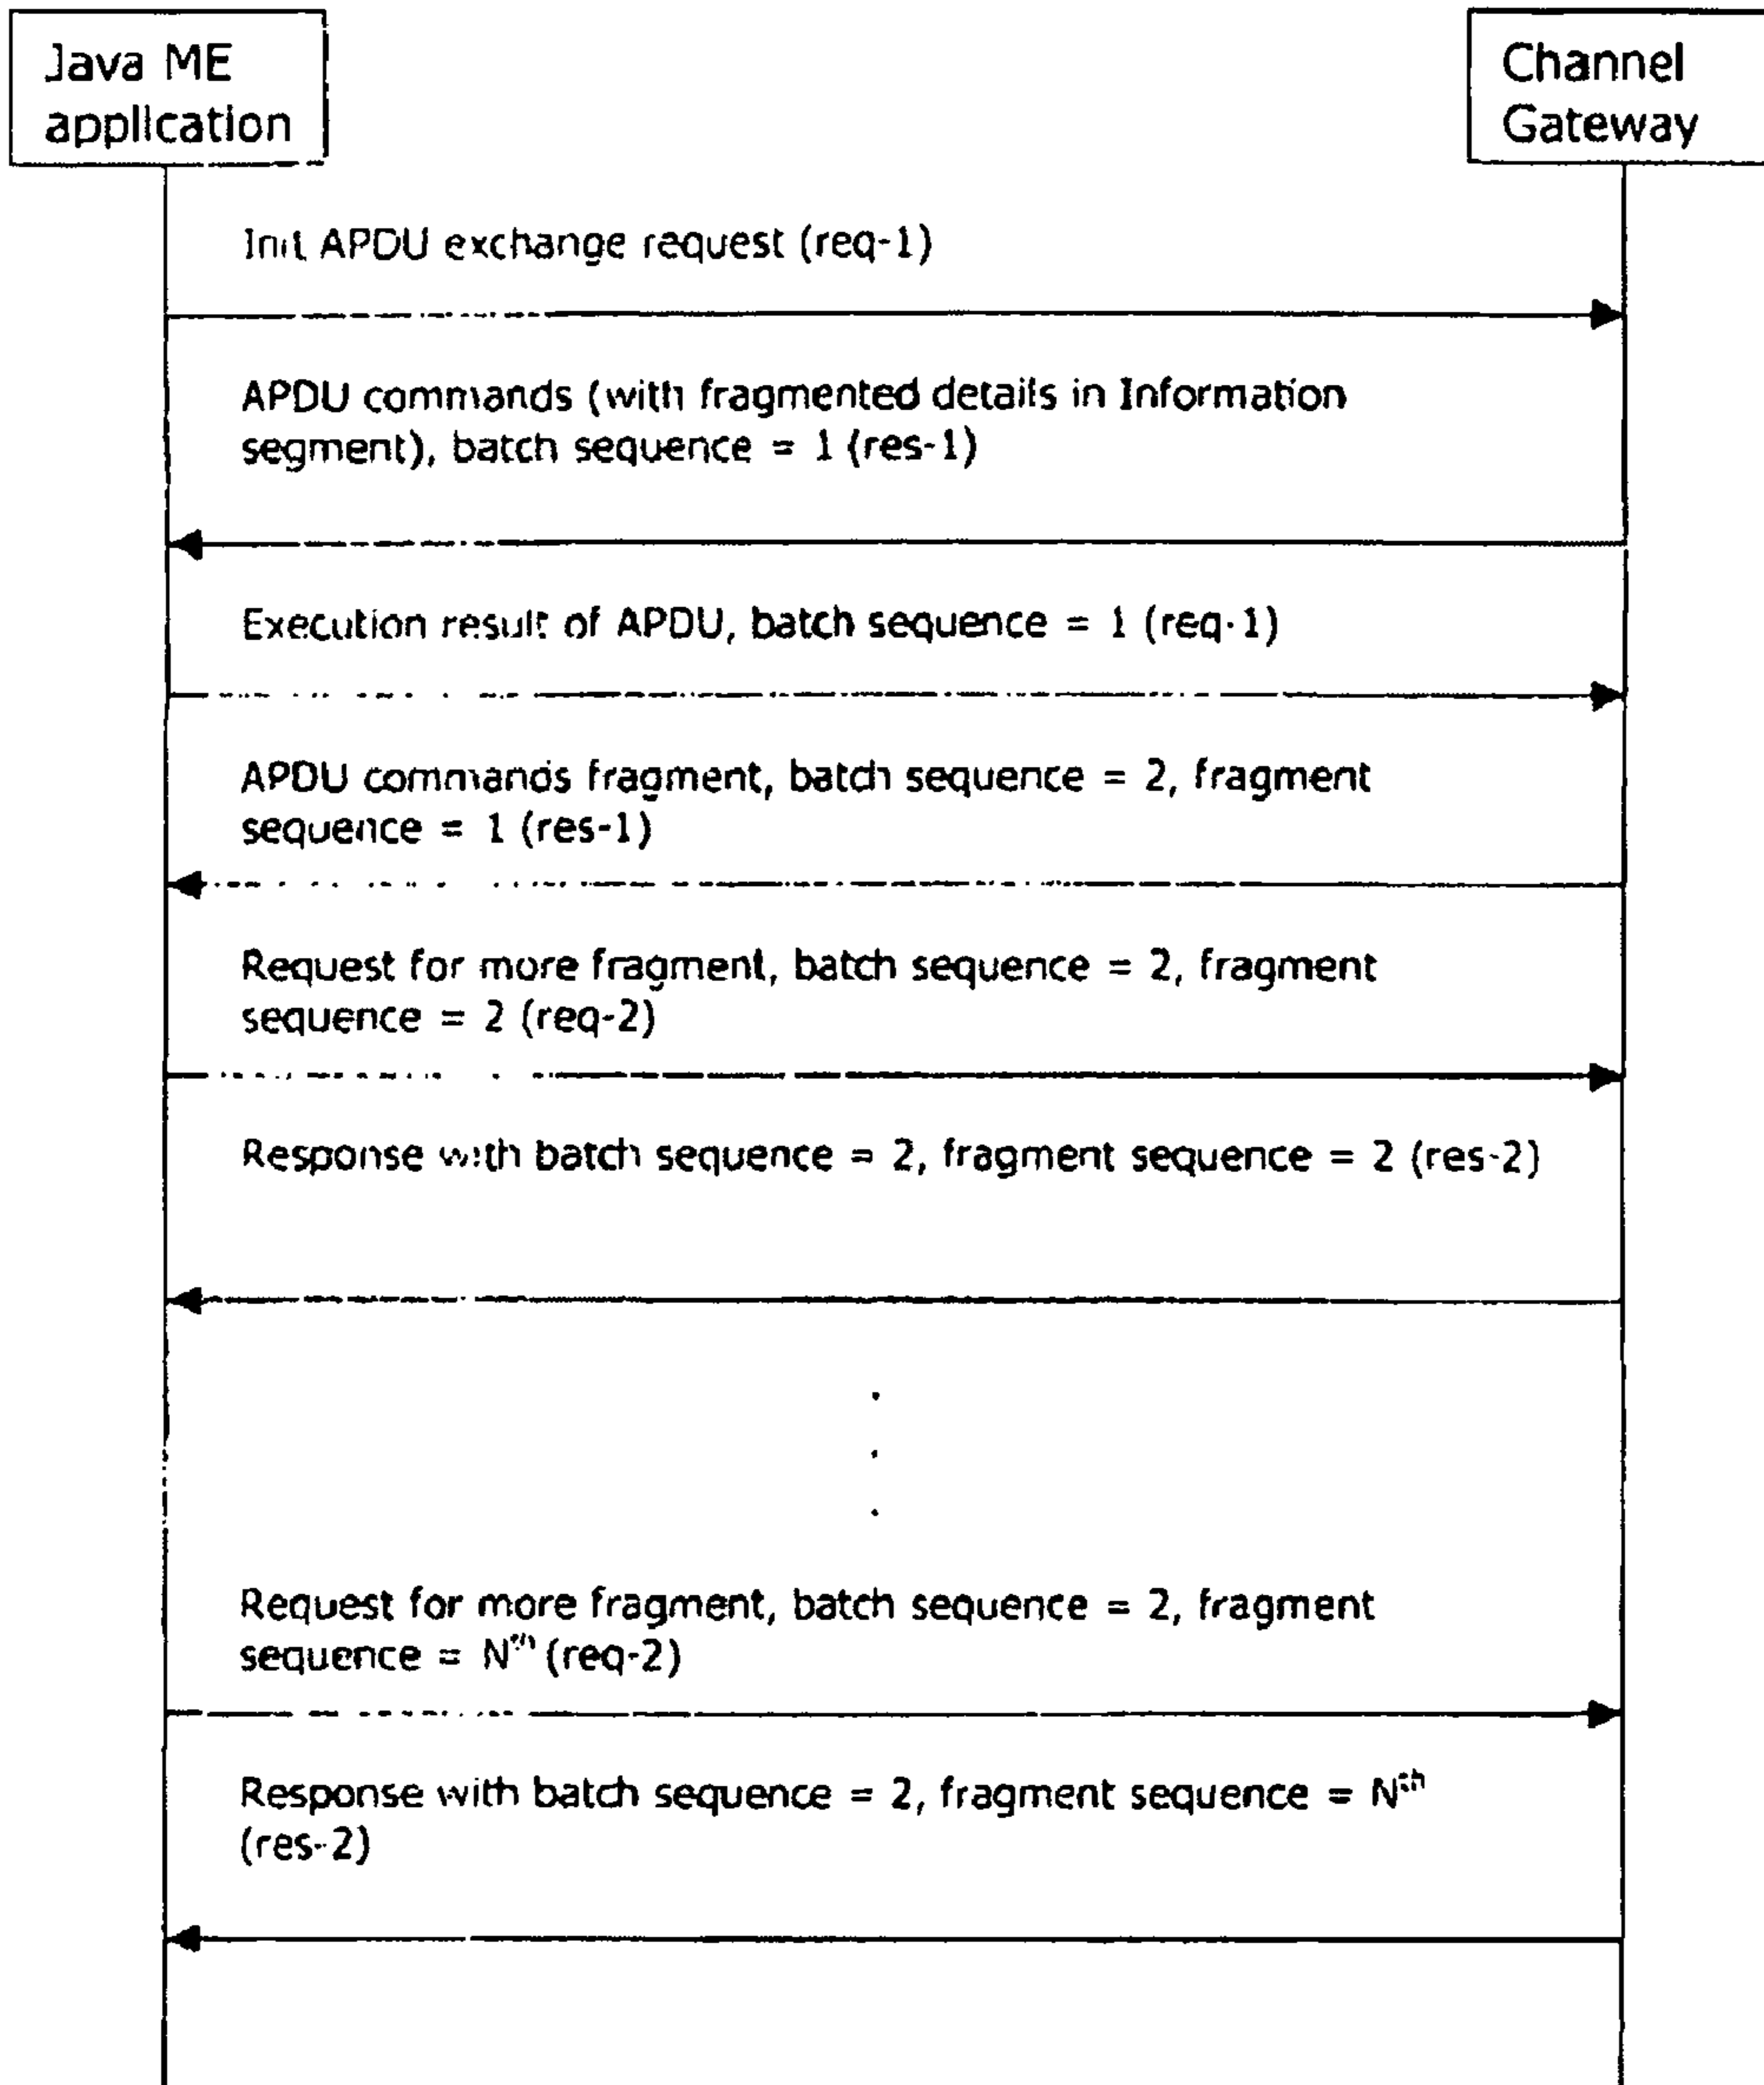 Java ME
application
Channel
Gateway
Init APDU exchange request (req-1)
APDU commands (with fragmented details in Information
segment), batch sequence = 1 (res-1)
Execution result of APDU, batch sequence = 1 (req-1)
APDU commands fragment, batch sequence = 2, fragment
sequence = 1 (res-1)
Request for more fragment, batch sequence = 2, fragment
sequence = 2 (req-2)
Response with batch sequence = 2, fragment sequence = 2 (res-2)
Request for more fragment, batch sequence = 2, fragment
sequence = Nth (req-2)
Response with batch sequence = 2, fragment sequence = Nth
(res-2)